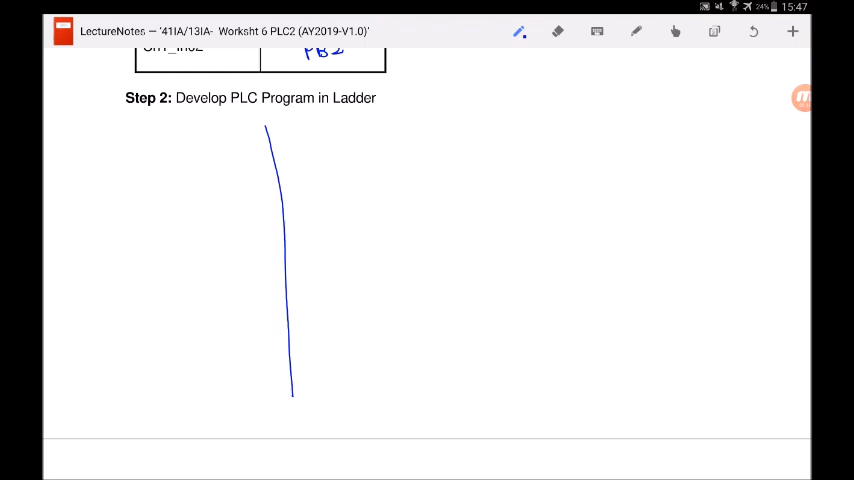 24% 15:47
LectureNotes — '41IA/13IA- Worksht 6 PLC2 (AY2019-V1.0)'
PB2
Step 2: Develop PLC Program in Ladder